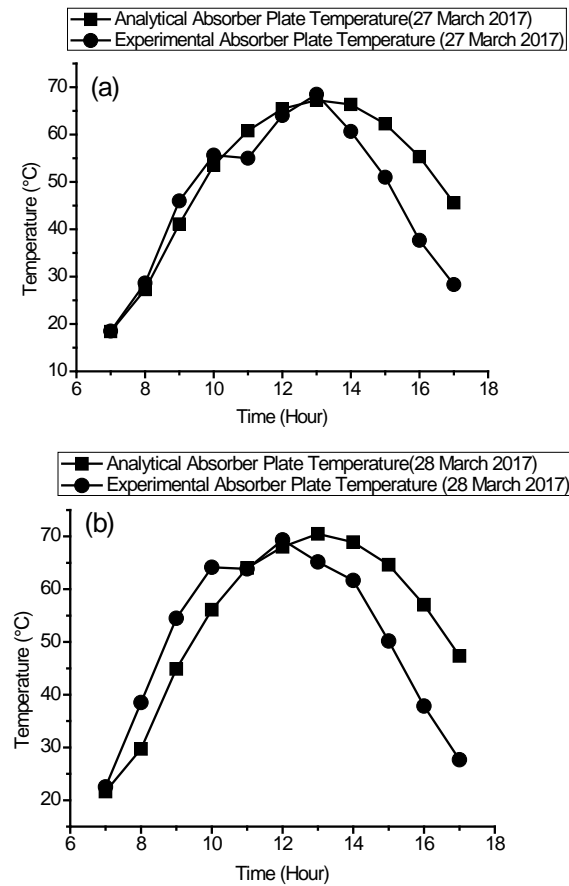 Analytical Absorber Plate Temperature(27 March 2017)
Experimental Absorber Plate Temperature (27 March 2017)
(a)
70
60
50
40
30
20
10
Temperature (°C)
6 8 10 12 14 16 18
Time (Hour)
Analytical Absorber Plate Temperature(28 March 2017)
Experimental Absorber Plate Temperature (28 March 2017)
(b)
70
60
50
40
30
20
Temperature (°C)
6 8 10 12 14 16 18
Time (Hour)